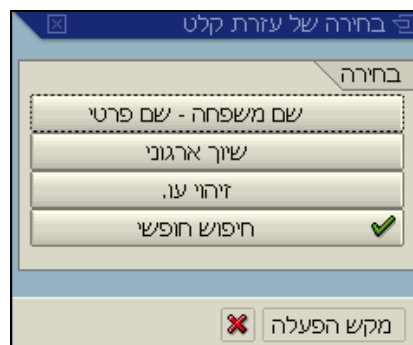 בחירה של עזרת קלט
בחירה
שם משפחה - שם פרטי
שיוך ארגוני
זיהוי עו.
חיפוש חופשי
מקש הפעלה